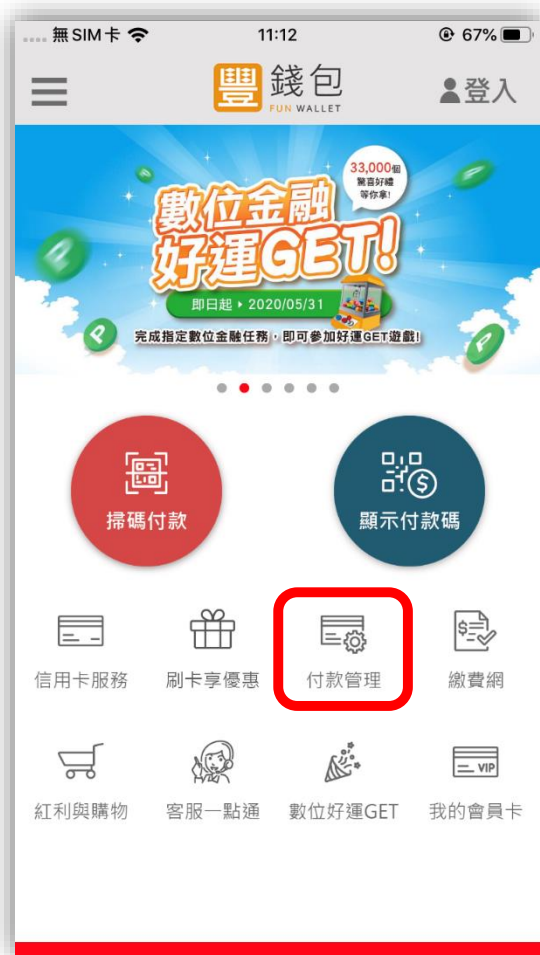 無SIM卡 11:12 67%
豐 錢包
FUN WALLET
登入
33,000個
驚喜好禮
等你拿!
數位金融
好運GET!
即日起 ▸ 2020/05/31
完成指定數位金融任務，即可參加好運GET遊戲!
掃碼付款 顯示付款碼
信用卡服務 刷卡享優惠 付款管理 繳費網
VIP
紅利與購物 客服一點通 數位好運GET 我的會員卡